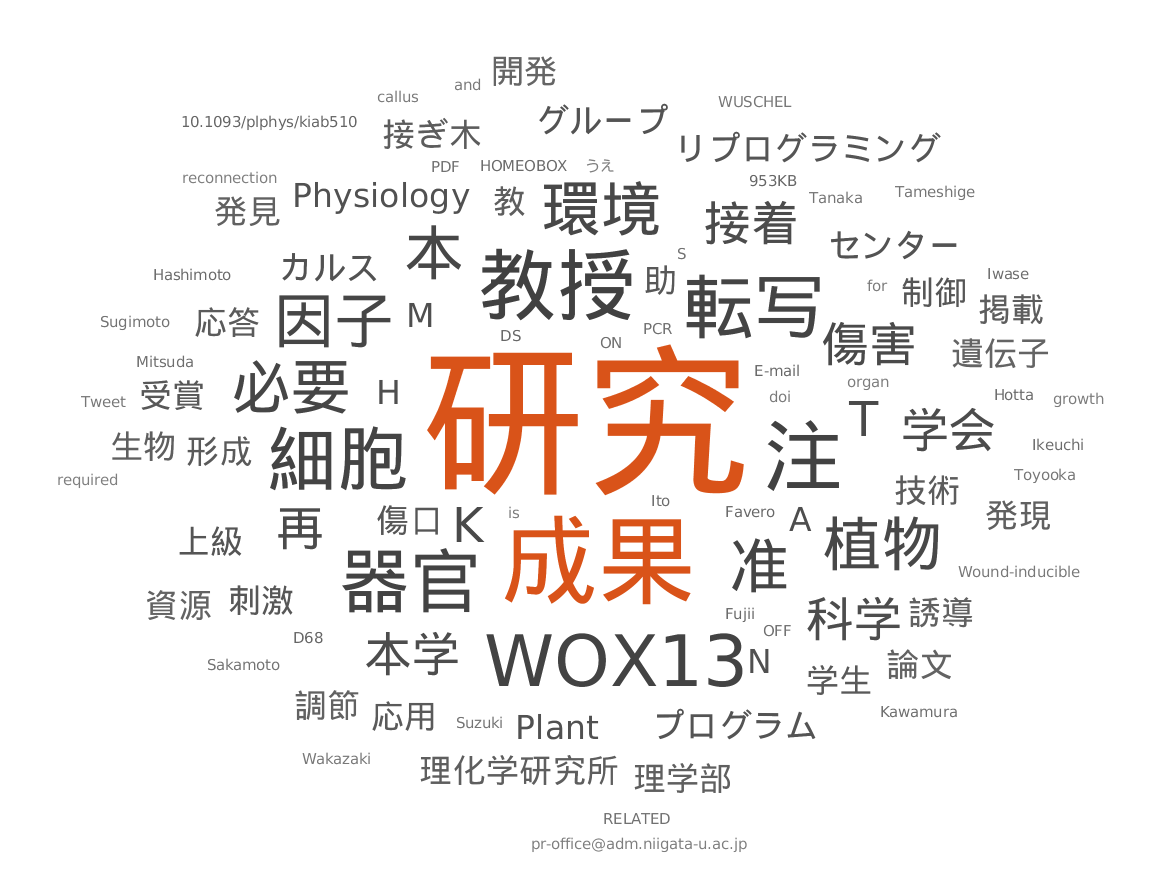 開発
and
callus
WUSCHEL
10.1093/plphys/kiab510
接ぎ木
グループ
リプログラミング
PDF
HOMEOBOX
うえ
reconnection
953KB
Physiology
教
環境
Tanaka
Tameshige
発見
接着
本
センター
S
カルス
教授
助
転写
Hashimoto
Iwase
for
制御
掲載
因子
M
応答
Sugimoto
DS
ON
PCR
傷害
遺伝子
Mitsuda
必要
H
研究
E-mail
organ
受賞
Tweet
doi
Hotta
growth
T
学会
生物
形成
細胞
注
Ikeuchi
required
Toyooka
技術
Ito
再
傷口
K
is
Favero
A
発現
上級
成果
准
植物
器官
Wound-inducible
資源
刺激
Fujii
科学
誘導
D68
OFF
本学
WOX13
N
Sakamoto
学生
論文
調節
応用
Suzuki
Plant
プログラム
Kawamura
Wakazaki
理化学研究所
理学部
RELATED
pr-office@adm.niigata-u.ac.jp